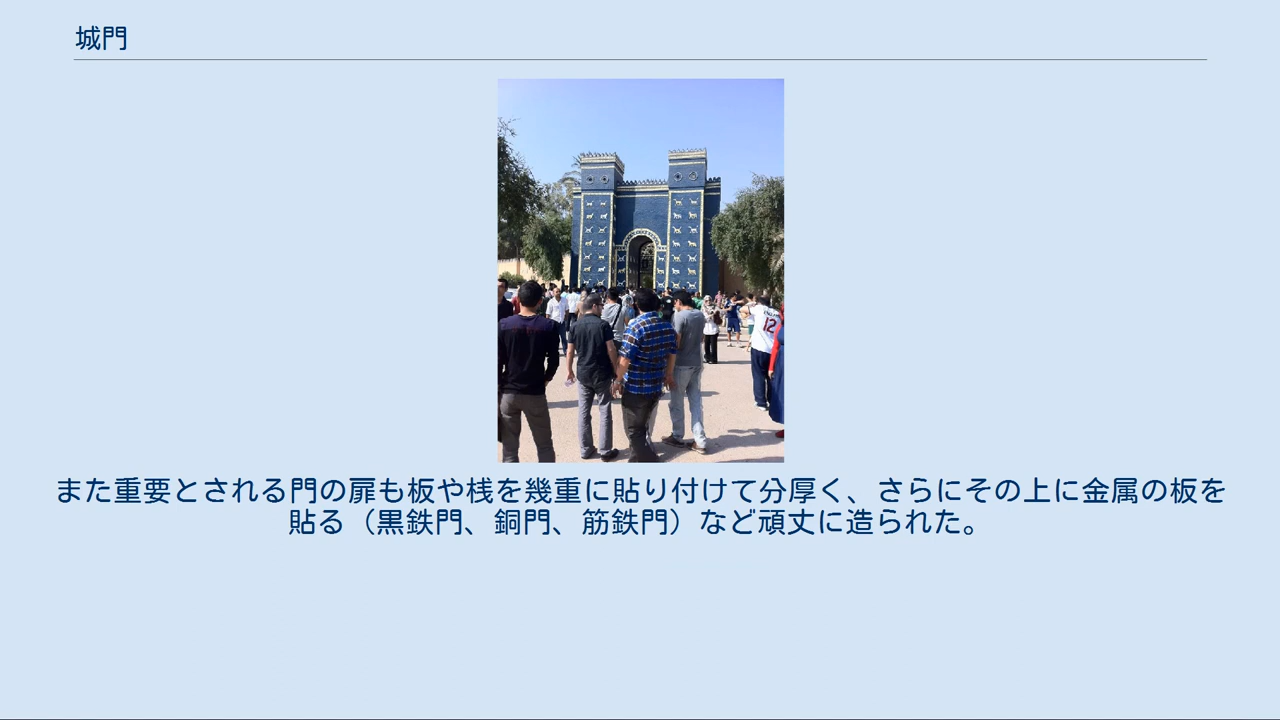 城門
12
また重要とされる門の扉も板や桟を幾重に貼り付けて分厚く、さらにその上に金属の板を
貼る（黒鉄門、銅門、筋鉄門）など頑丈に造られた。